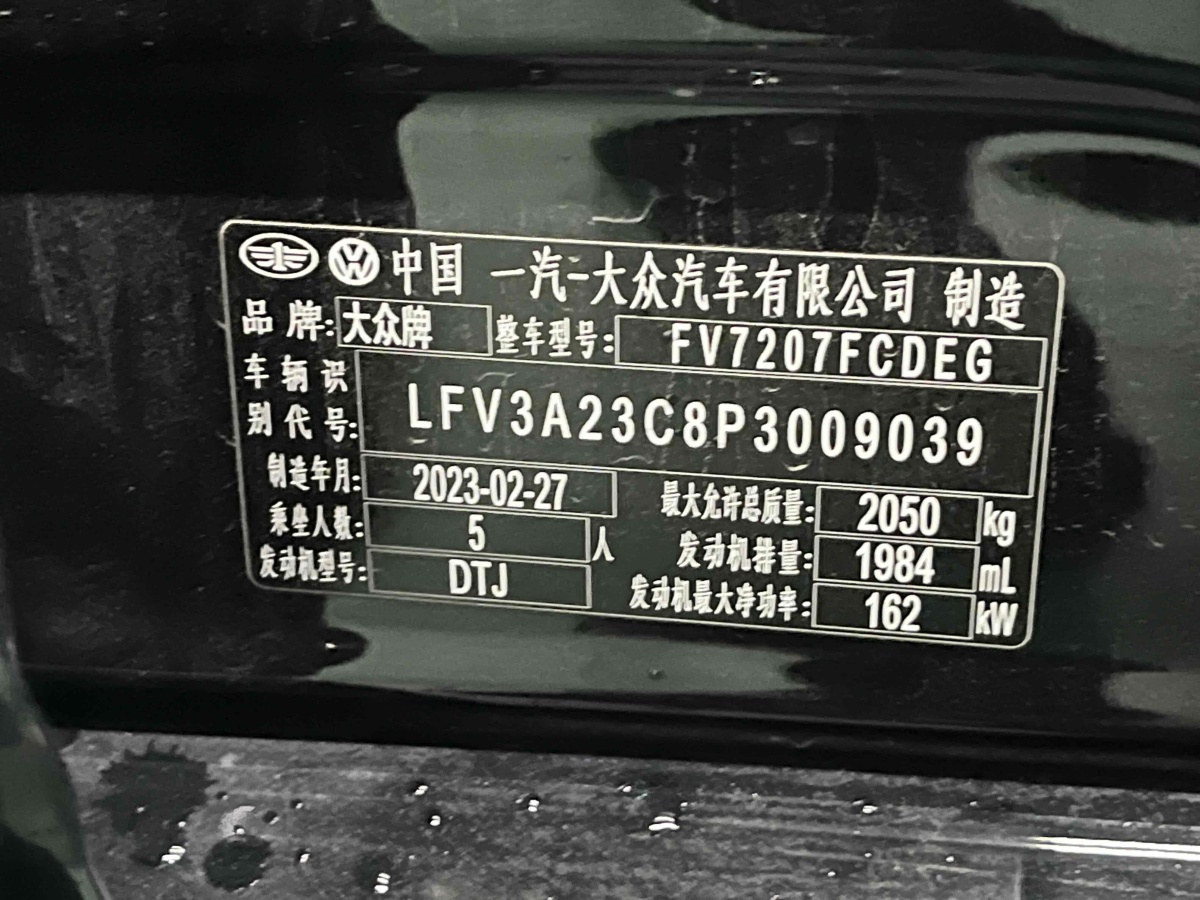 中国 一汽-大众汽车有限公司 制造
品牌: 大众牌 整车型号: FV7207FCDEG
车辆识别代号: LFV3A23C8P3009039
制造年月: 2023-02-27 最大允许总质量: 2050 kg
乘坐人数: 5 人 发动机排量: 1984 mL
发动机型号: DTJ 发动机最大净功率: 162 kW